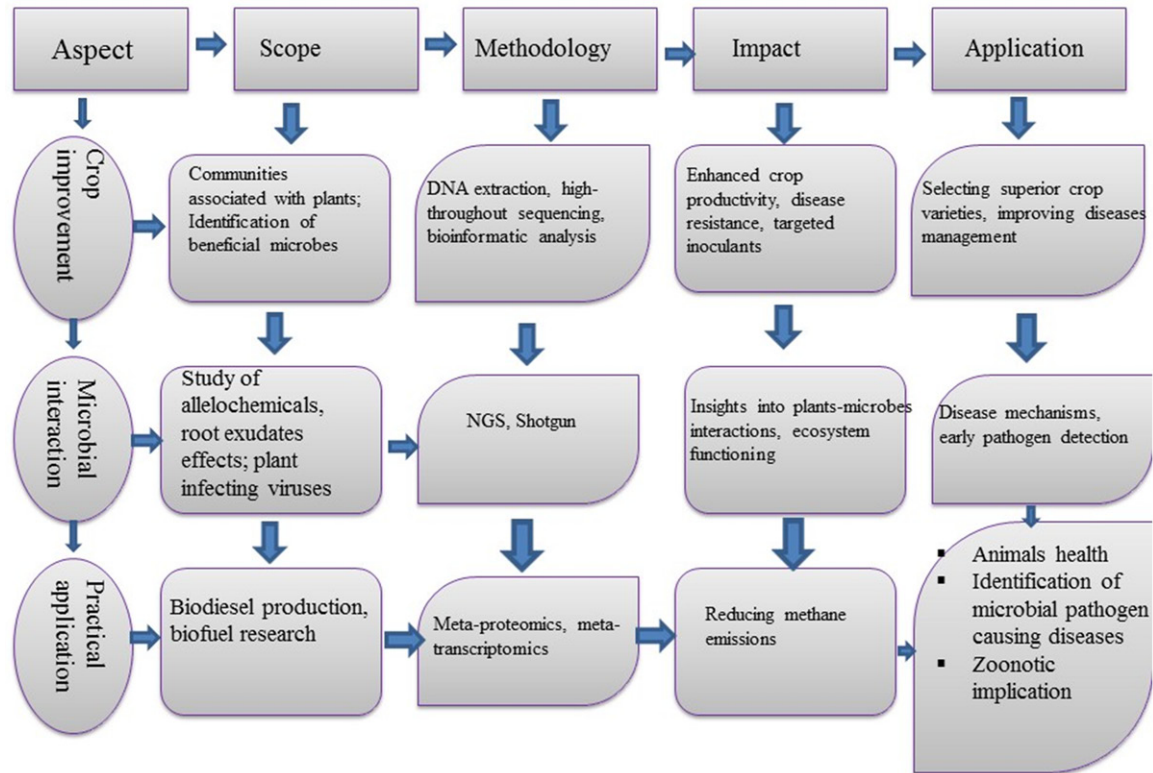 Aspect
Scope
Methodology
Impact
Application
Crop
improvement
Communities
associated with plants;
Identification of
beneficial microbes
DNA extraction, high-
throughout sequencing,
bioinformatic analysis
Enhanced crop
productivity, disease
resistance, targeted
inoculants
Selecting superior crop
varieties, improving diseases
management
Microbial
interaction
Study of
allelochemicals,
root exudates
effects; plant
infecting viruses
NGS, Shotgun
Insights into plants-microbes
interactions, ecosystem
functioning
Disease mechanisms,
early pathogen detection
Practical
application
Biodiesel production,
biofuel research
Meta-proteomics, meta-
transcriptomics
Reducing methane
emissions
▪ Animals health
▪ Identification of
microbial pathogen
causing diseases
▪ Zoonotic
implication